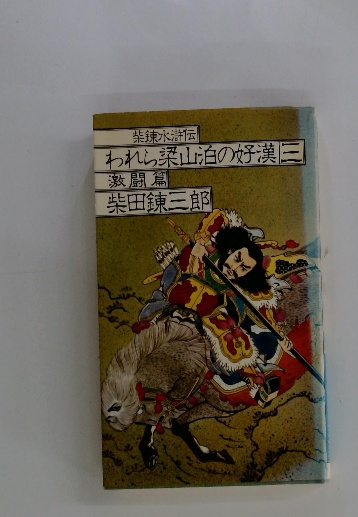 柴錬水滸伝
われら梁山泊の好漢 三
激闘篇
柴田錬三郎